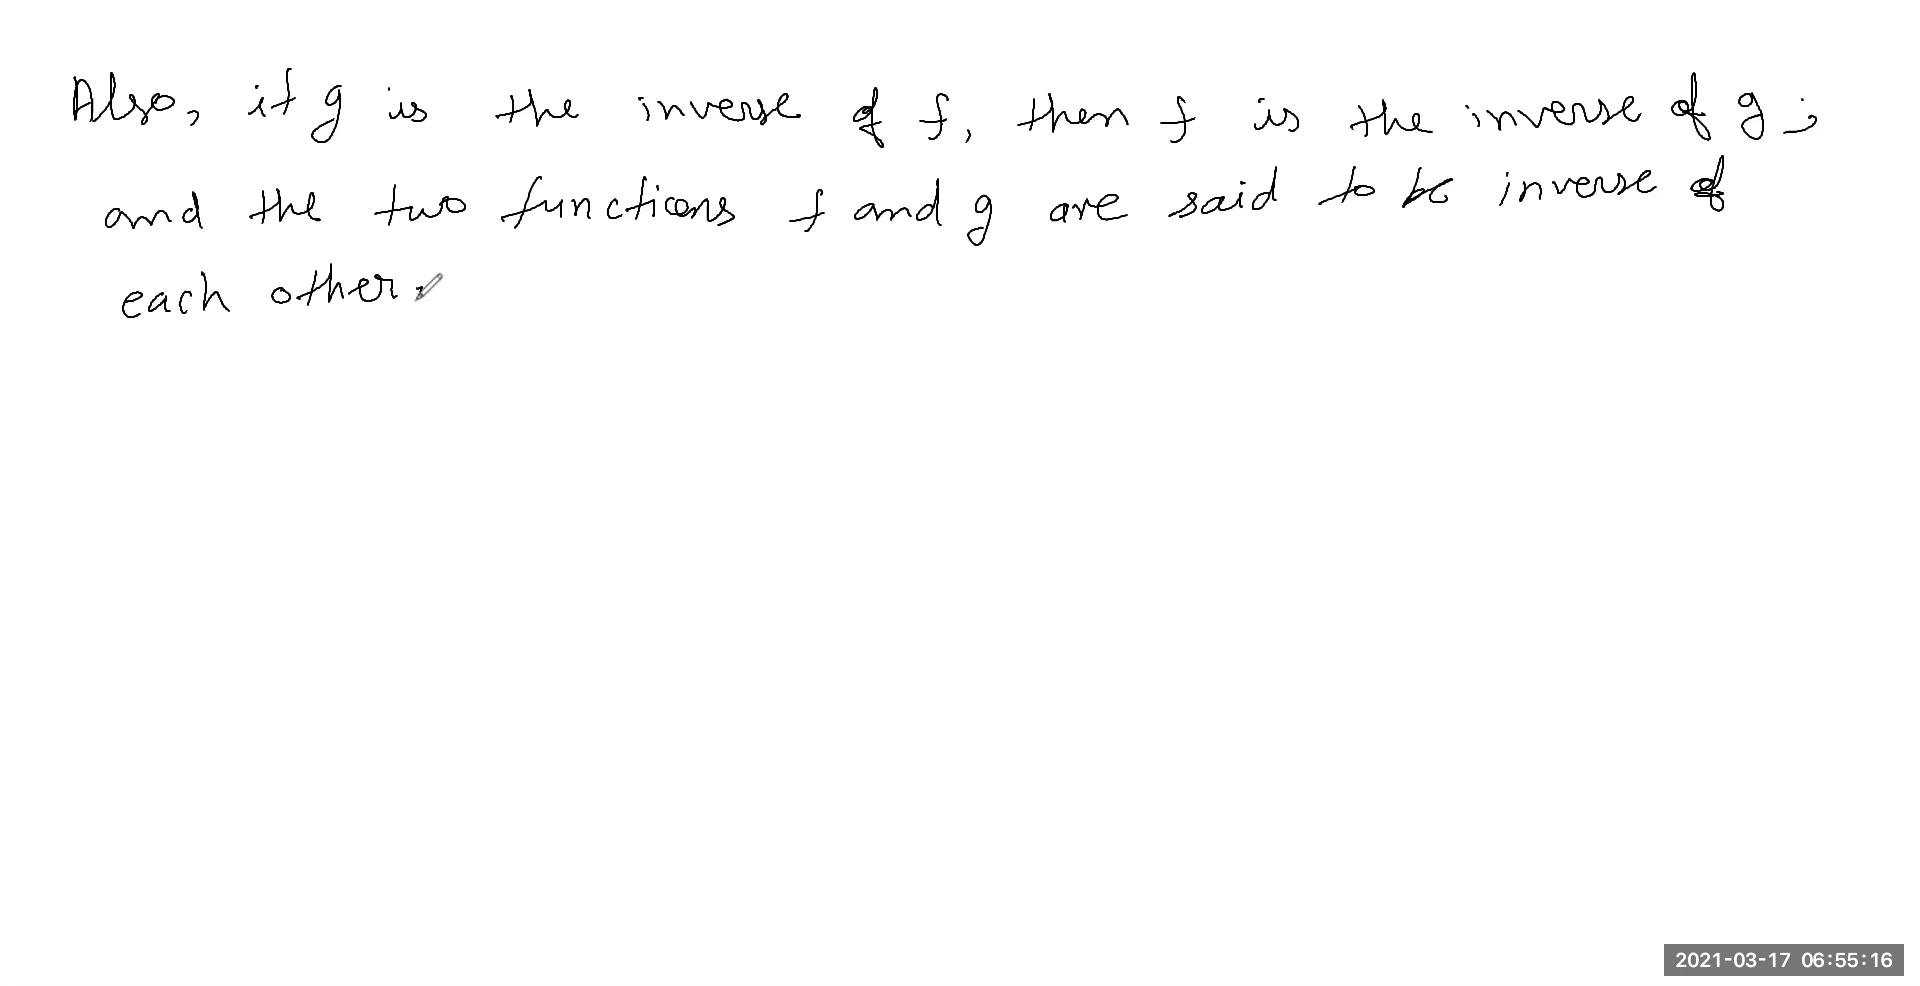 Also, if g is the inverse of f, then f is the inverse of g;
and the two functions f and g are said to be inverse of
each other.
2021-03-17 06:55:16